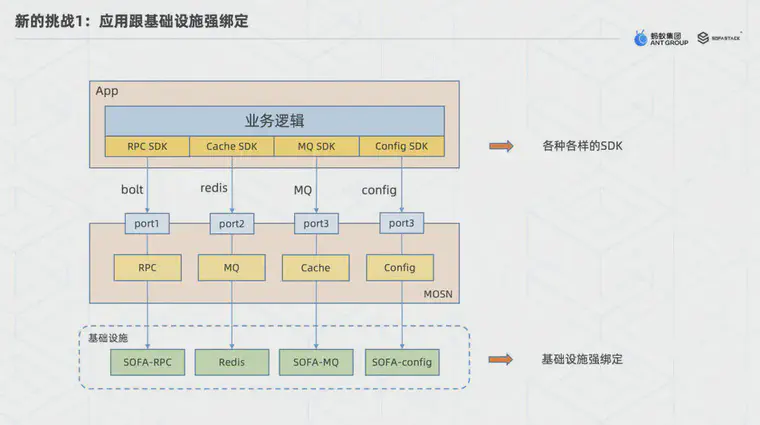 新的挑战1：应用跟基础设施强绑定
蚂蚁集团
ANT GROUP
SOFASTACK
App
业务逻辑
RPC SDK
Cache SDK
MQ SDK
Config SDK
各种各样的SDK
bolt
redis
MQ
config
port1
port2
port3
port3
RPC
MQ
Cache
Config
MOSN
基础设施
SOFA-RPC
Redis
SOFA-MQ
SOFA-config
基础设施强绑定